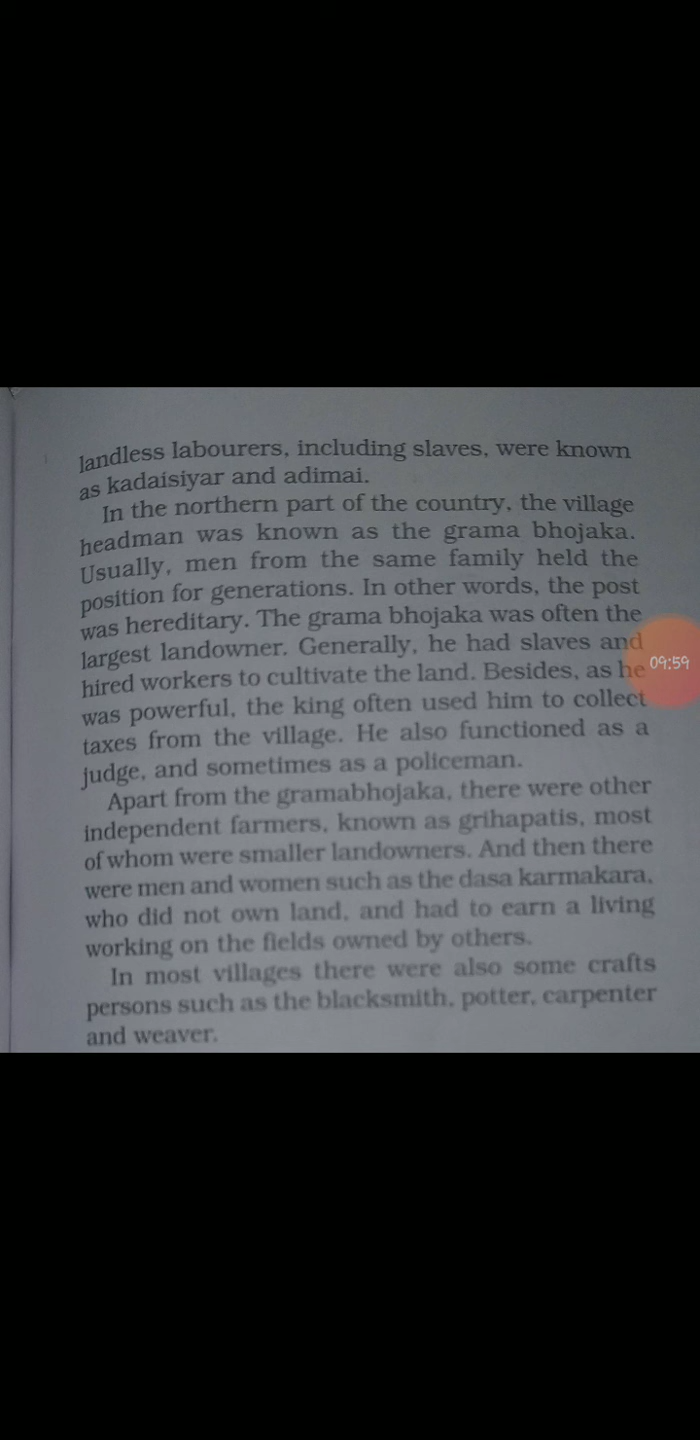 landless labourers, including slaves, were known
as kadaisiyar and adimai.
In the northern part of the country, the village
headman was known as the grama bhojaka.
Usually, men from the same family held the
position for generations. In other words, the post
was hereditary. The grama bhojaka was often the
largest landowner. Generally, he had slaves and
hired workers to cultivate the land. Besides, as he
09:59
was powerful, the king often used him to collect
taxes from the village. He also functioned as a
judge, and sometimes as a policeman.
Apart from the gramabhojaka, there were other
independent farmers, known as grihapatis, most
of whom were smaller landowners. And then there
were men and women such as the dasa karmakara,
who did not own land, and had to earn a living
working on the fields owned by others.
In most villages there were also some crafts
persons such as the blacksmith, potter, carpenter
and weaver.